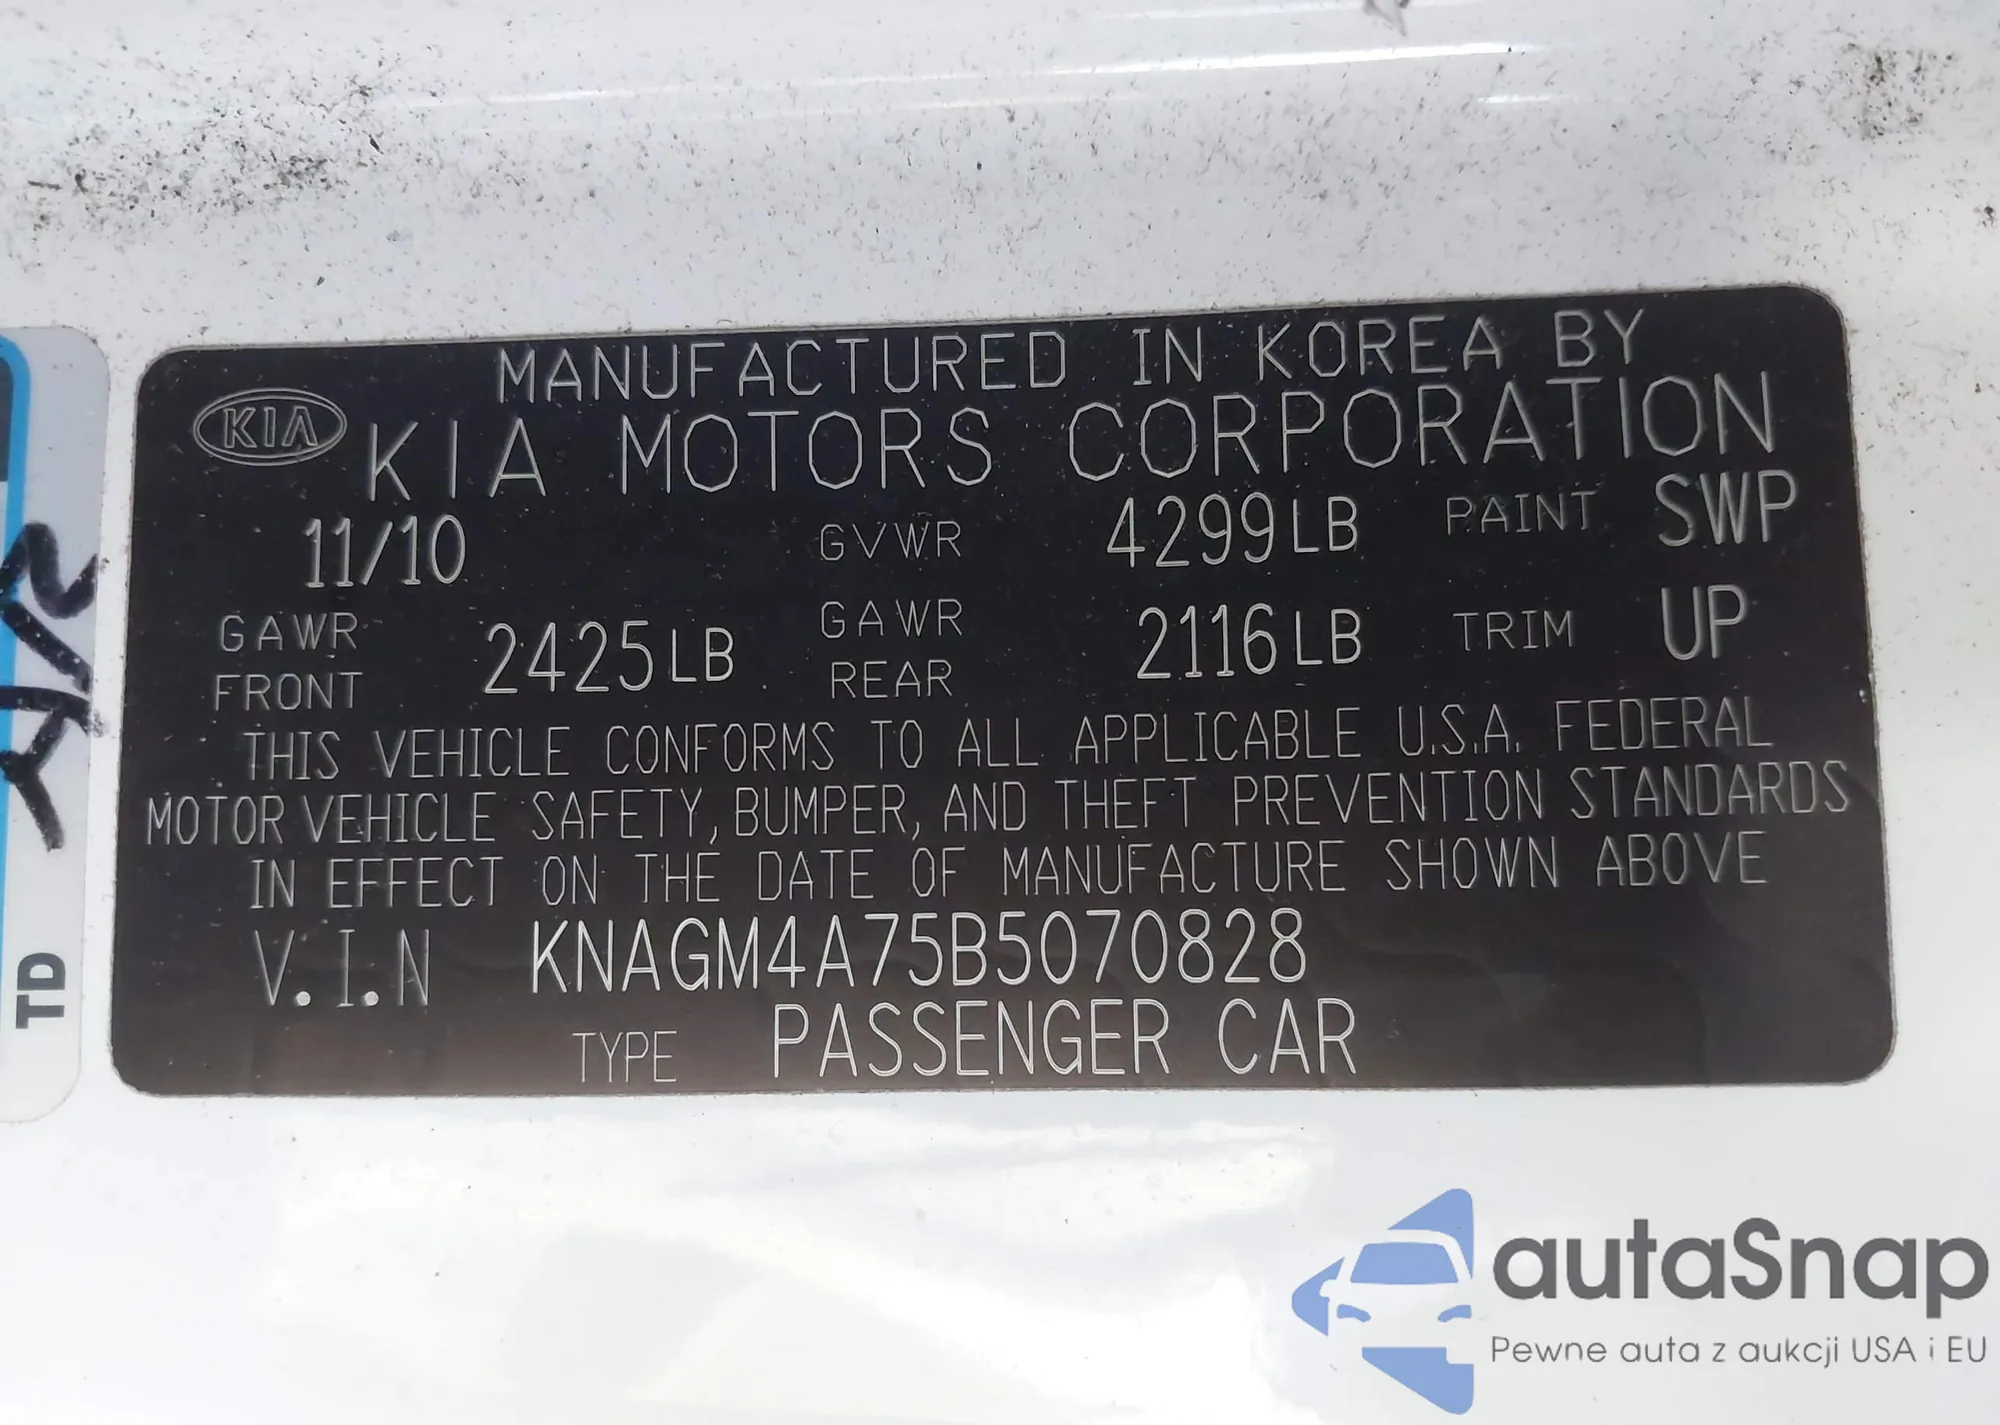 MANUFACTURED IN KOREA BY
KIA KIA MOTORS CORPORATION
11/10 GVWR 4299LB PAINT SWP
GAWR FRONT 2425LB GAWR REAR 2116LB TRIM UP
THIS VEHICLE CONFORMS TO ALL APPLICABLE U.S.A. FEDERAL
MOTOR VEHICLE SAFETY, BUMPER, AND THEFT PREVENTION STANDARDS
IN EFFECT ON THE DATE OF MANUFACTURE SHOWN ABOVE
V.I.N KNAGM4A75B5070828
TYPE PASSENGER CAR
TD
autaSnap
Pewne auta z aukcji USA i EU